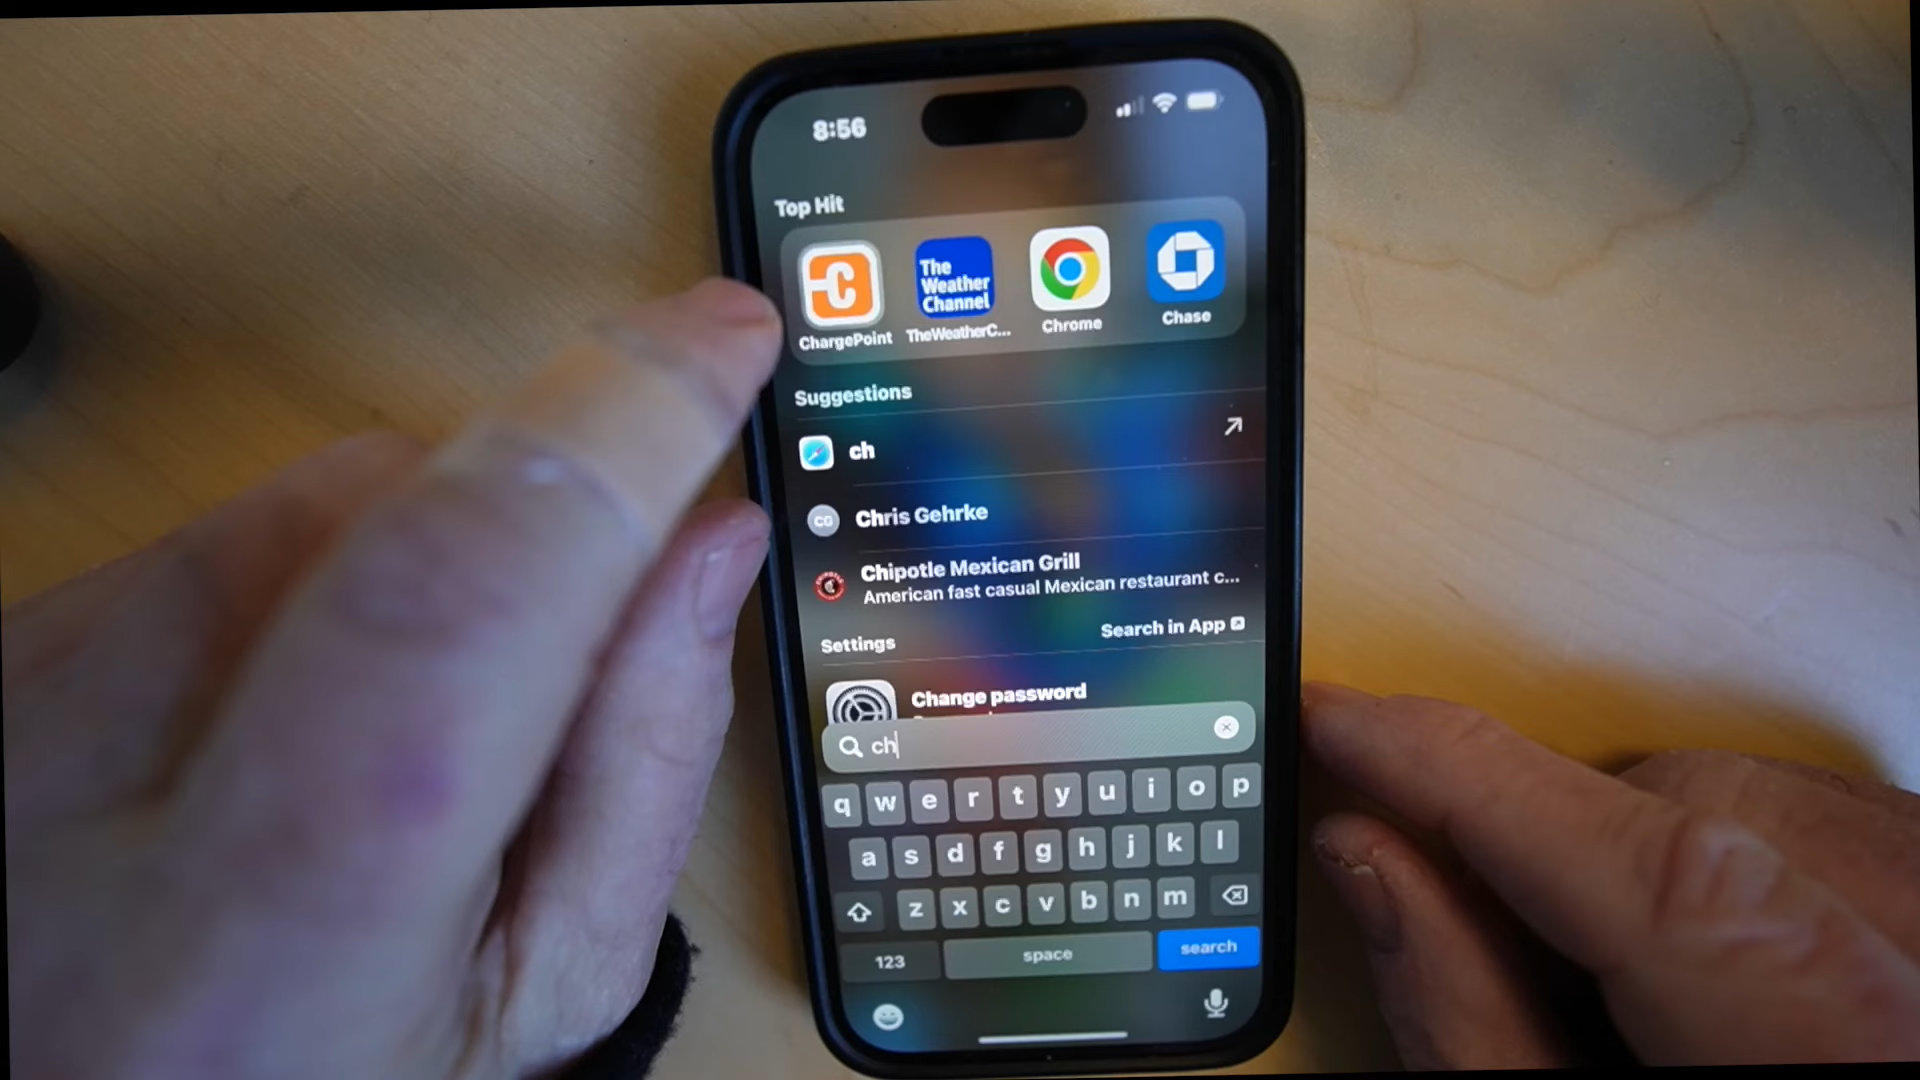 8:56
Top Hit
C
The
Weather
Channel
ChargePoint
TheWeatherC...
Chrome
Chase
Suggestions
ch
CG
Chris Gehrke
Chipotle Mexican Grill
American fast casual Mexican restaurant c...
Settings
Search in App
Change password
ch
q w e r t y u i o p
a s d f g h j k l
z x c v b n m
123
space
search